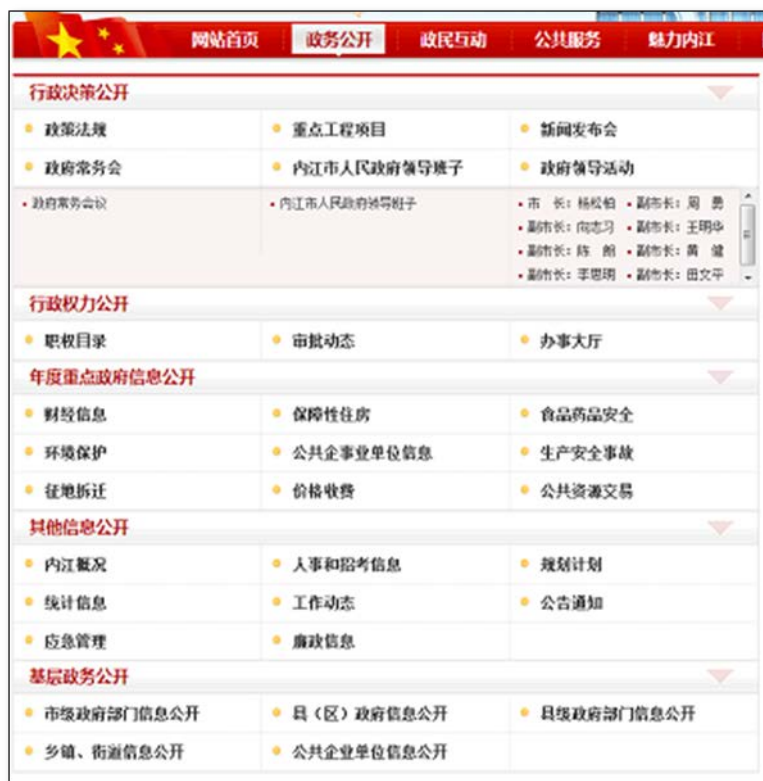 网站首页 政务公开 政民互动 公共服务 魅力内江
行政决策公开
政策法规 重点工程项目 新闻发布会
政府常务会 内江市人民政府领导班子 政府领导活动
政府常务会议 内江市人民政府领导班子 市 长：杨松柏 副市长：周 勇
副市长：向志习 副市长：王明华
副市长：陈 朗 副市长：黄 健
副市长：李思明 副市长：田文平
行政权力公开
职权目录 审批动态 办事大厅
年度重点政府信息公开
财经信息 保障性住房 食品药品安全
环境保护 公共企事业单位信息 生产安全事故
征地拆迁 价格收费 公共资源交易
其他信息公开
内江概况 人事和招考信息 规划计划
统计信息 工作动态 公告通知
应急管理 廉政信息
基层政务公开
市级政府部门信息公开 县（区）政府信息公开 县级政府部门信息公开
乡镇、街道信息公开 公共企业单位信息公开